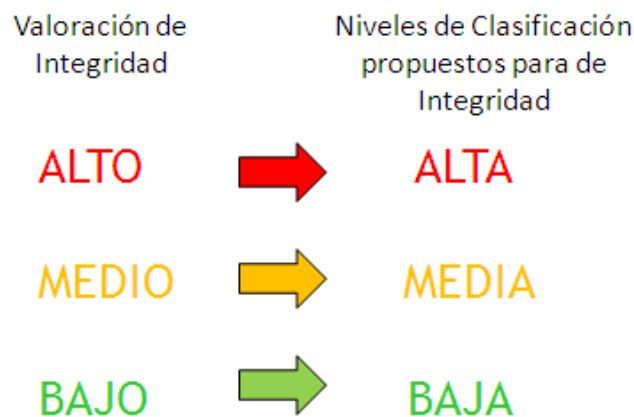 Valoración de
Integridad
Niveles de Clasificación
propuestos para de
Integridad
ALTO
ALTA
MEDIO
MEDIA
BAJO
BAJA